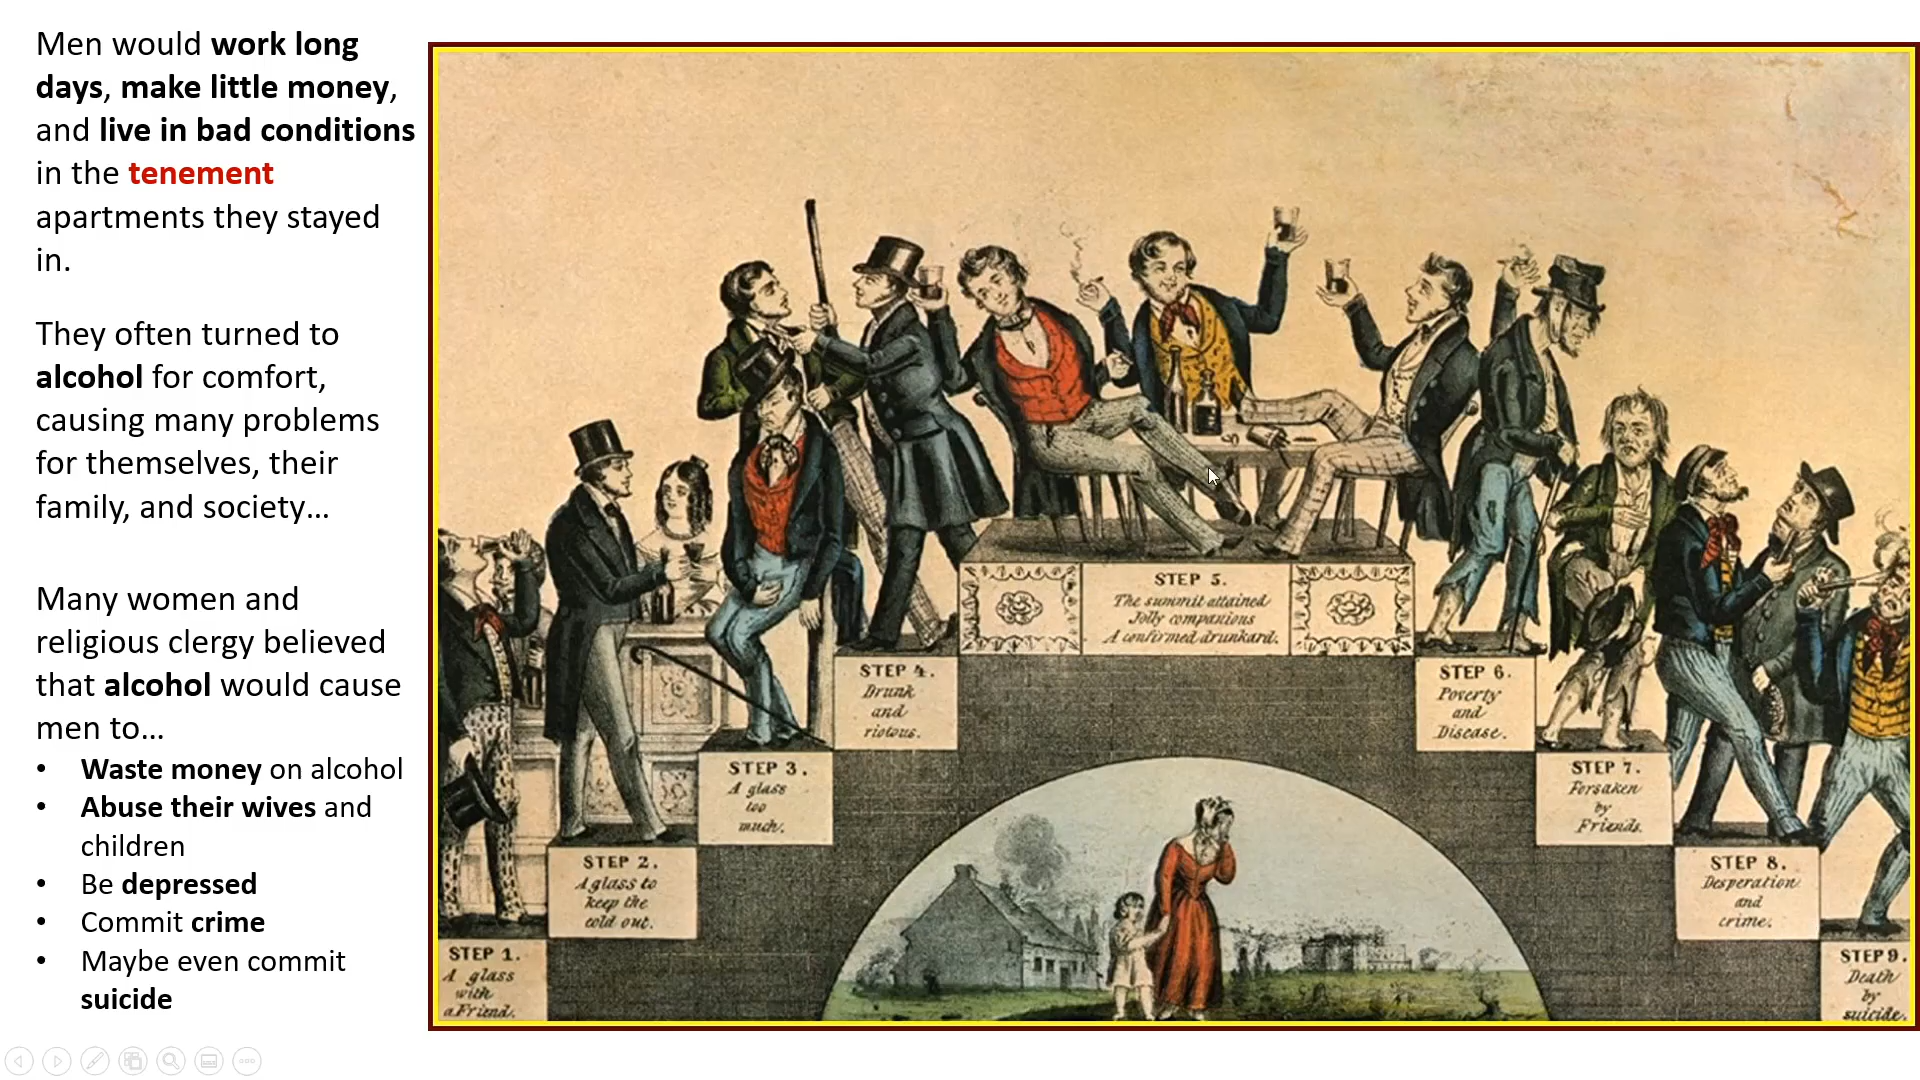 Men would work long
days, make little money,
and live in bad conditions
in the tenement
apartments they stayed
in.
They often turned to
alcohol for comfort,
causing many problems
for themselves, their
family, and society…
Many women and
religious clergy believed
that alcohol would cause
men to…
• Waste money on alcohol
• Abuse their wives and
children
• Be depressed
• Commit crime
• Maybe even commit
suicide
STEP 1.
A glass
with
a Friend.
STEP 2.
A glass to
keep the
cold out.
STEP 3.
A glass
too
much.
STEP 4.
Drunk
and
riotous.
STEP 5.
The summit attained
Jolly companions
A confirmed drunkard.
STEP 6.
Poverty
and
Disease.
STEP 7.
Forsaken
by
Friends.
STEP 8.
Desperation
and
crime.
STEP 9.
Death
by
suicide.